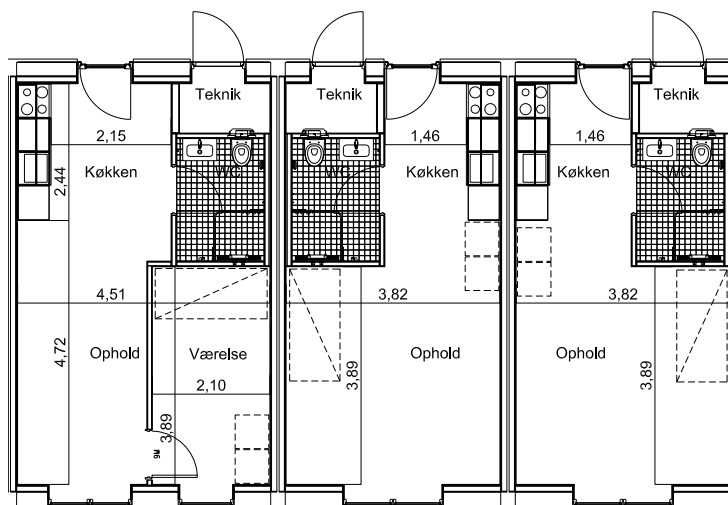 Teknik
Teknik
Teknik
2,15
1,46
1,46
Køkken
WC
WC
Køkken
Køkken
WC
2,44
4,51
3,82
3,82
4,72
Ophold
Værelse
Ophold
Ophold
3,89
3,89
2,10
3,89
9M